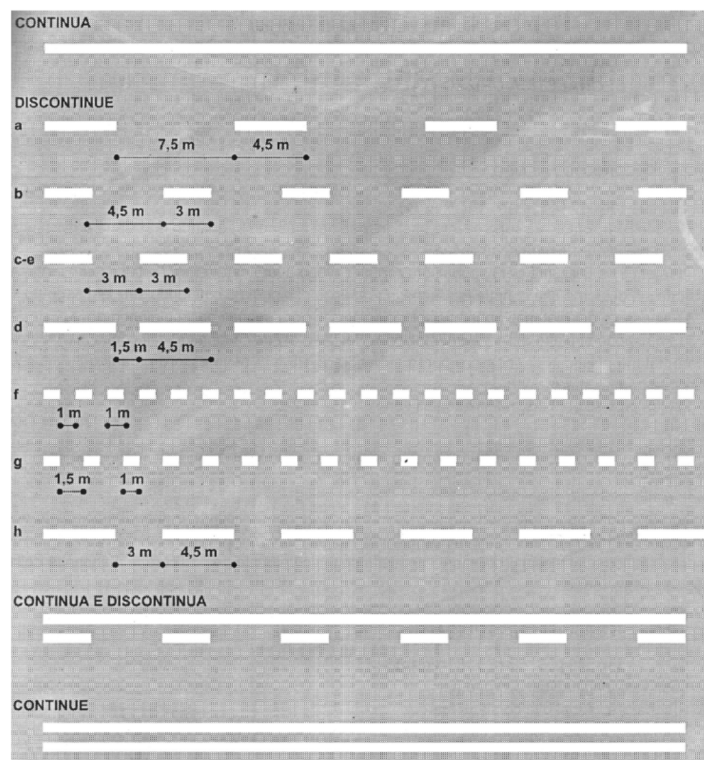 CONTINUA
DISCONTINUE
a
7,5 m 4,5 m
b
4,5 m 3 m
c-e
3 m 3 m
d
1,5 m 4,5 m
f
1 m 1 m
g
1,5 m 1 m
h
3 m 4,5 m
CONTINUA E DISCONTINUA
CONTINUE